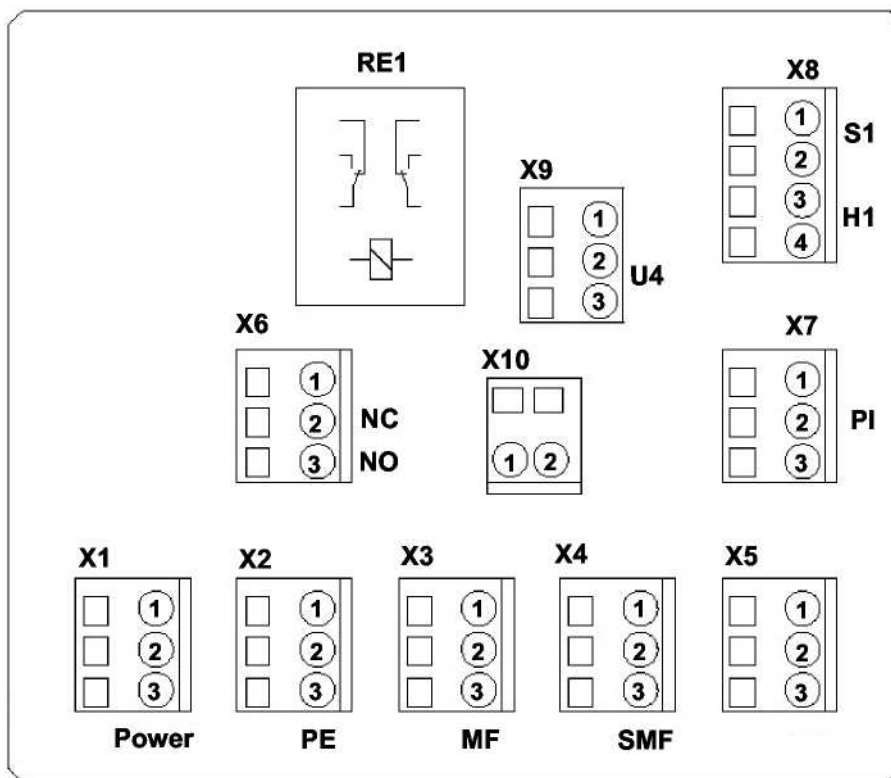 RE1
X8
1
S1
2
3
H1
4
X9
1
2
U4
3
X6
1
2 NC
3 NO
X10
1 2
X7
1
2 PI
3
X1 X2 X3 X4 X5
1 1 1 1 1
2 2 2 2 2
3 3 3 3 3
Power PE MF SMF